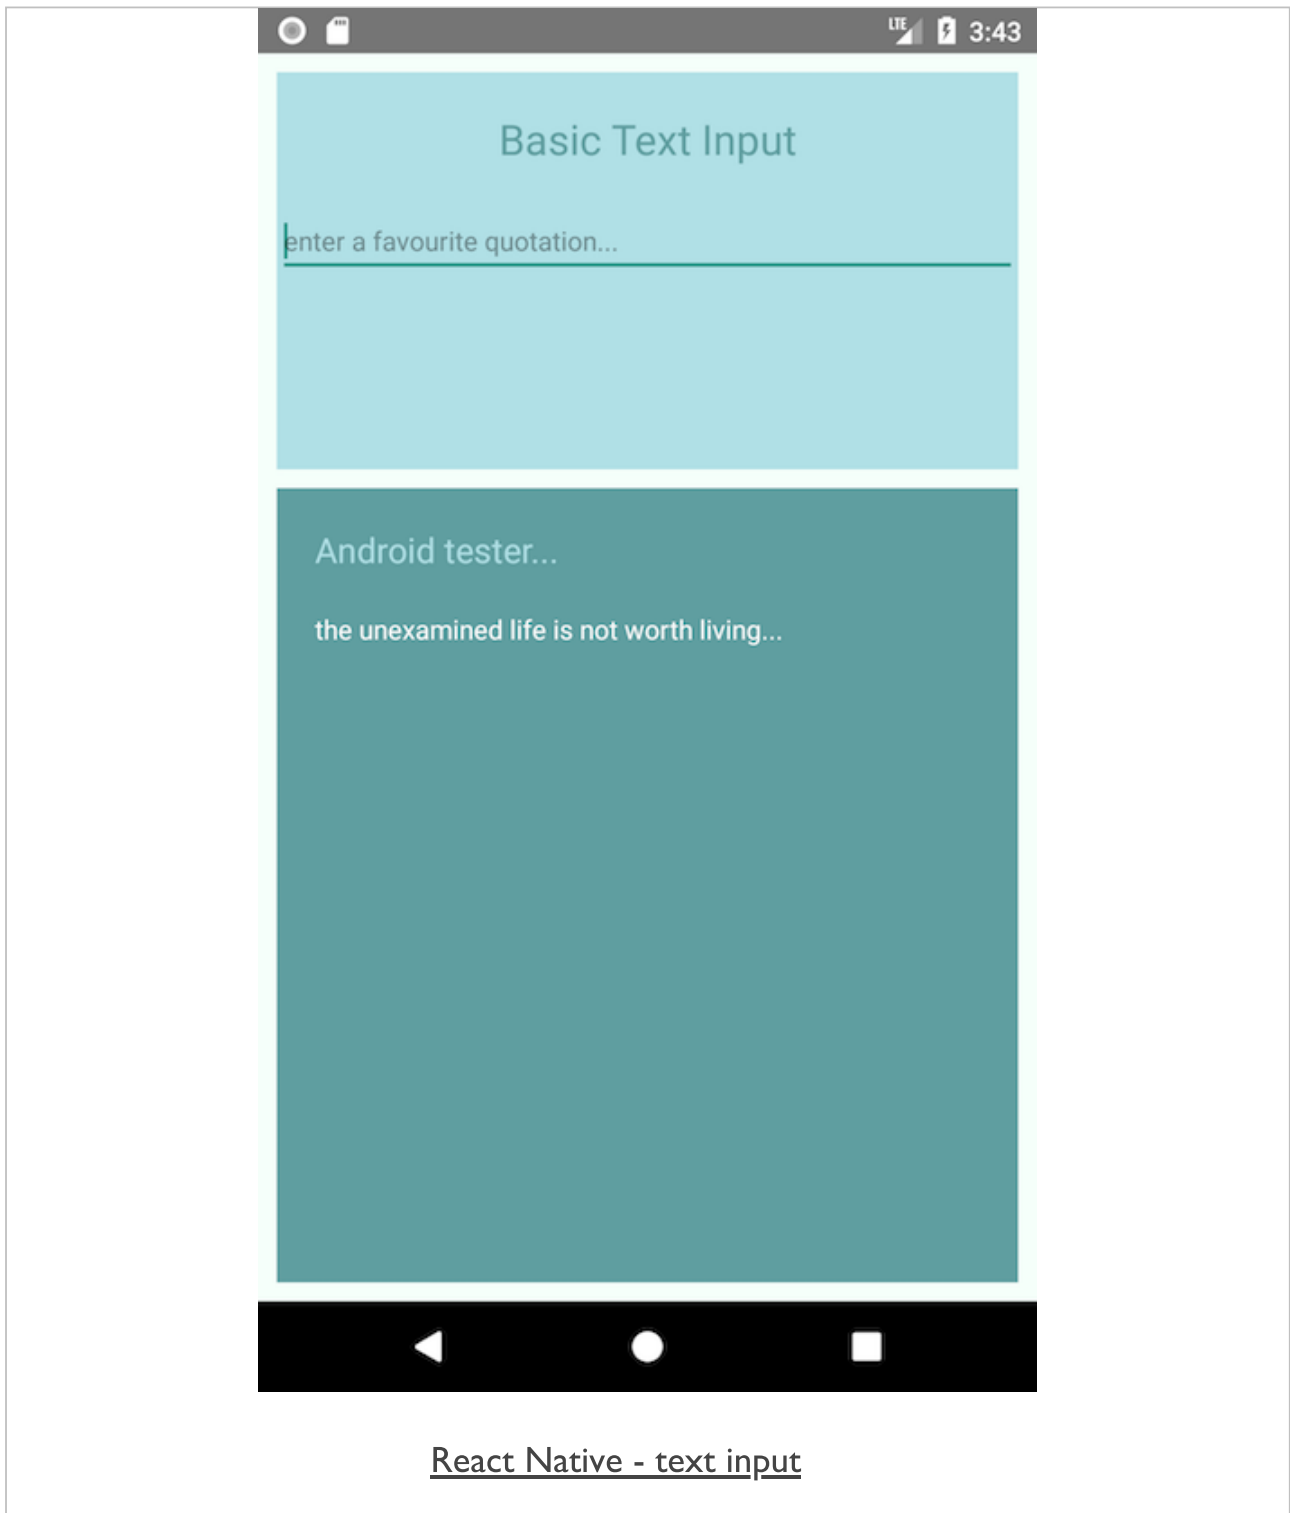 LTE 3:43
Basic Text Input
enter a favourite quotation...
Android tester...
the unexamined life is not worth living...
React Native - text input